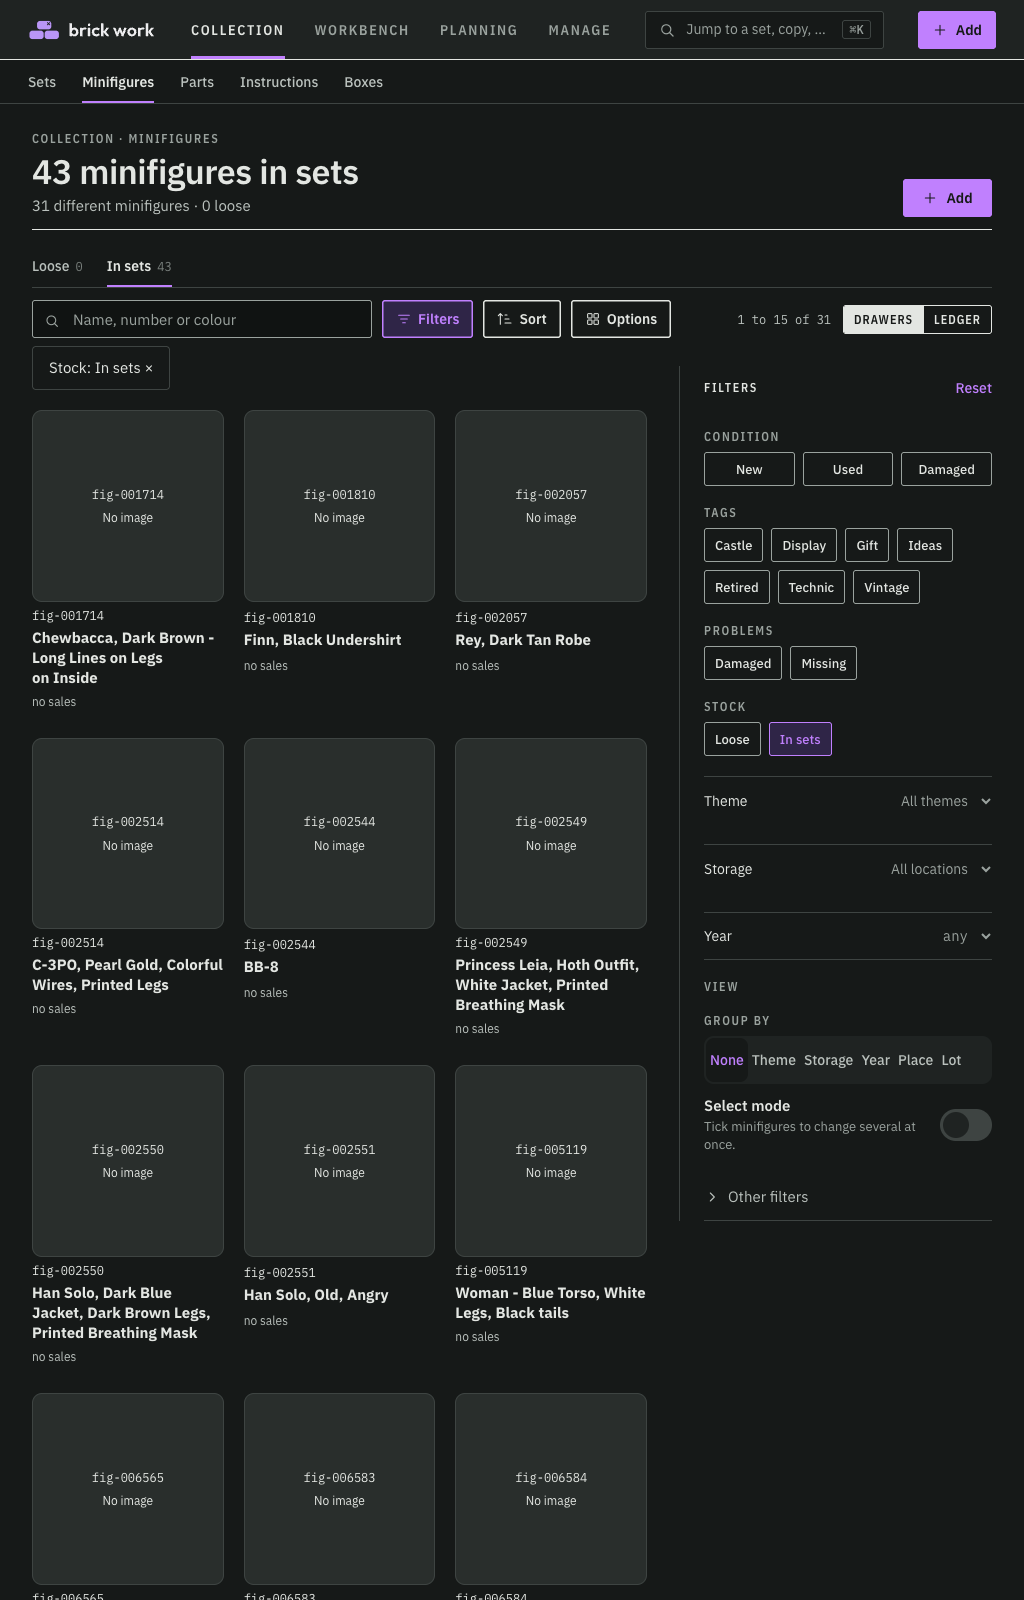 brick work
COLLECTION
WORKBENCH
PLANNING
MANAGE
Jump to a set, copy, ...
⌘K
+ Add
Sets
Minifigures
Parts
Instructions
Boxes
COLLECTION · MINIFIGURES
43 minifigures in sets
31 different minifigures · 0 loose
+ Add
Loose 0
In sets 43
Name, number or colour
Filters
Sort
Options
1 to 15 of 31
DRAWERS
LEDGER
Stock: In sets ×
fig-001714
No image
fig-001810
No image
fig-002057
No image
fig-001714
Chewbacca, Dark Brown -
Long Lines on Legs
on Inside
no sales
fig-001810
Finn, Black Undershirt
no sales
fig-002057
Rey, Dark Tan Robe
no sales
fig-002514
No image
fig-002544
No image
fig-002549
No image
fig-002514
C-3PO, Pearl Gold, Colorful
Wires, Printed Legs
no sales
fig-002544
BB-8
no sales
fig-002549
Princess Leia, Hoth Outfit,
White Jacket, Printed
Breathing Mask
no sales
fig-002550
No image
fig-002551
No image
fig-005119
No image
fig-002550
Han Solo, Dark Blue
Jacket, Dark Brown Legs,
Printed Breathing Mask
no sales
fig-002551
Han Solo, Old, Angry
no sales
fig-005119
Woman - Blue Torso, White
Legs, Black tails
no sales
fig-006565
No image
fig-006583
No image
fig-006584
No image
fig-006565
fig-006583
fig-006584
FILTERS
Reset
CONDITION
New
Used
Damaged
TAGS
Castle
Display
Gift
Ideas
Retired
Technic
Vintage
PROBLEMS
Damaged
Missing
STOCK
Loose
In sets
Theme
All themes
Storage
All locations
Year
any
VIEW
GROUP BY
None
Theme
Storage
Year
Place
Lot
Select mode
Tick minifigures to change several at
once.
Other filters